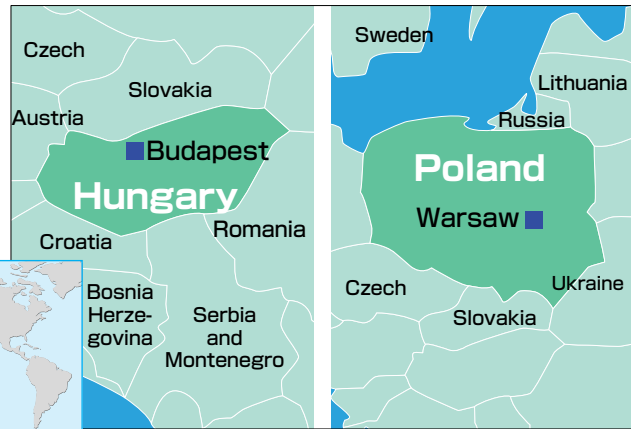 Czech
Slovakia
Austria
Budapest
Hungary
Romania
Croatia
Bosnia
Herze-
govina
Serbia
and
Montenegro
Sweden
Lithuania
Russia
Poland
Warsaw
Czech
Ukraine
Slovakia